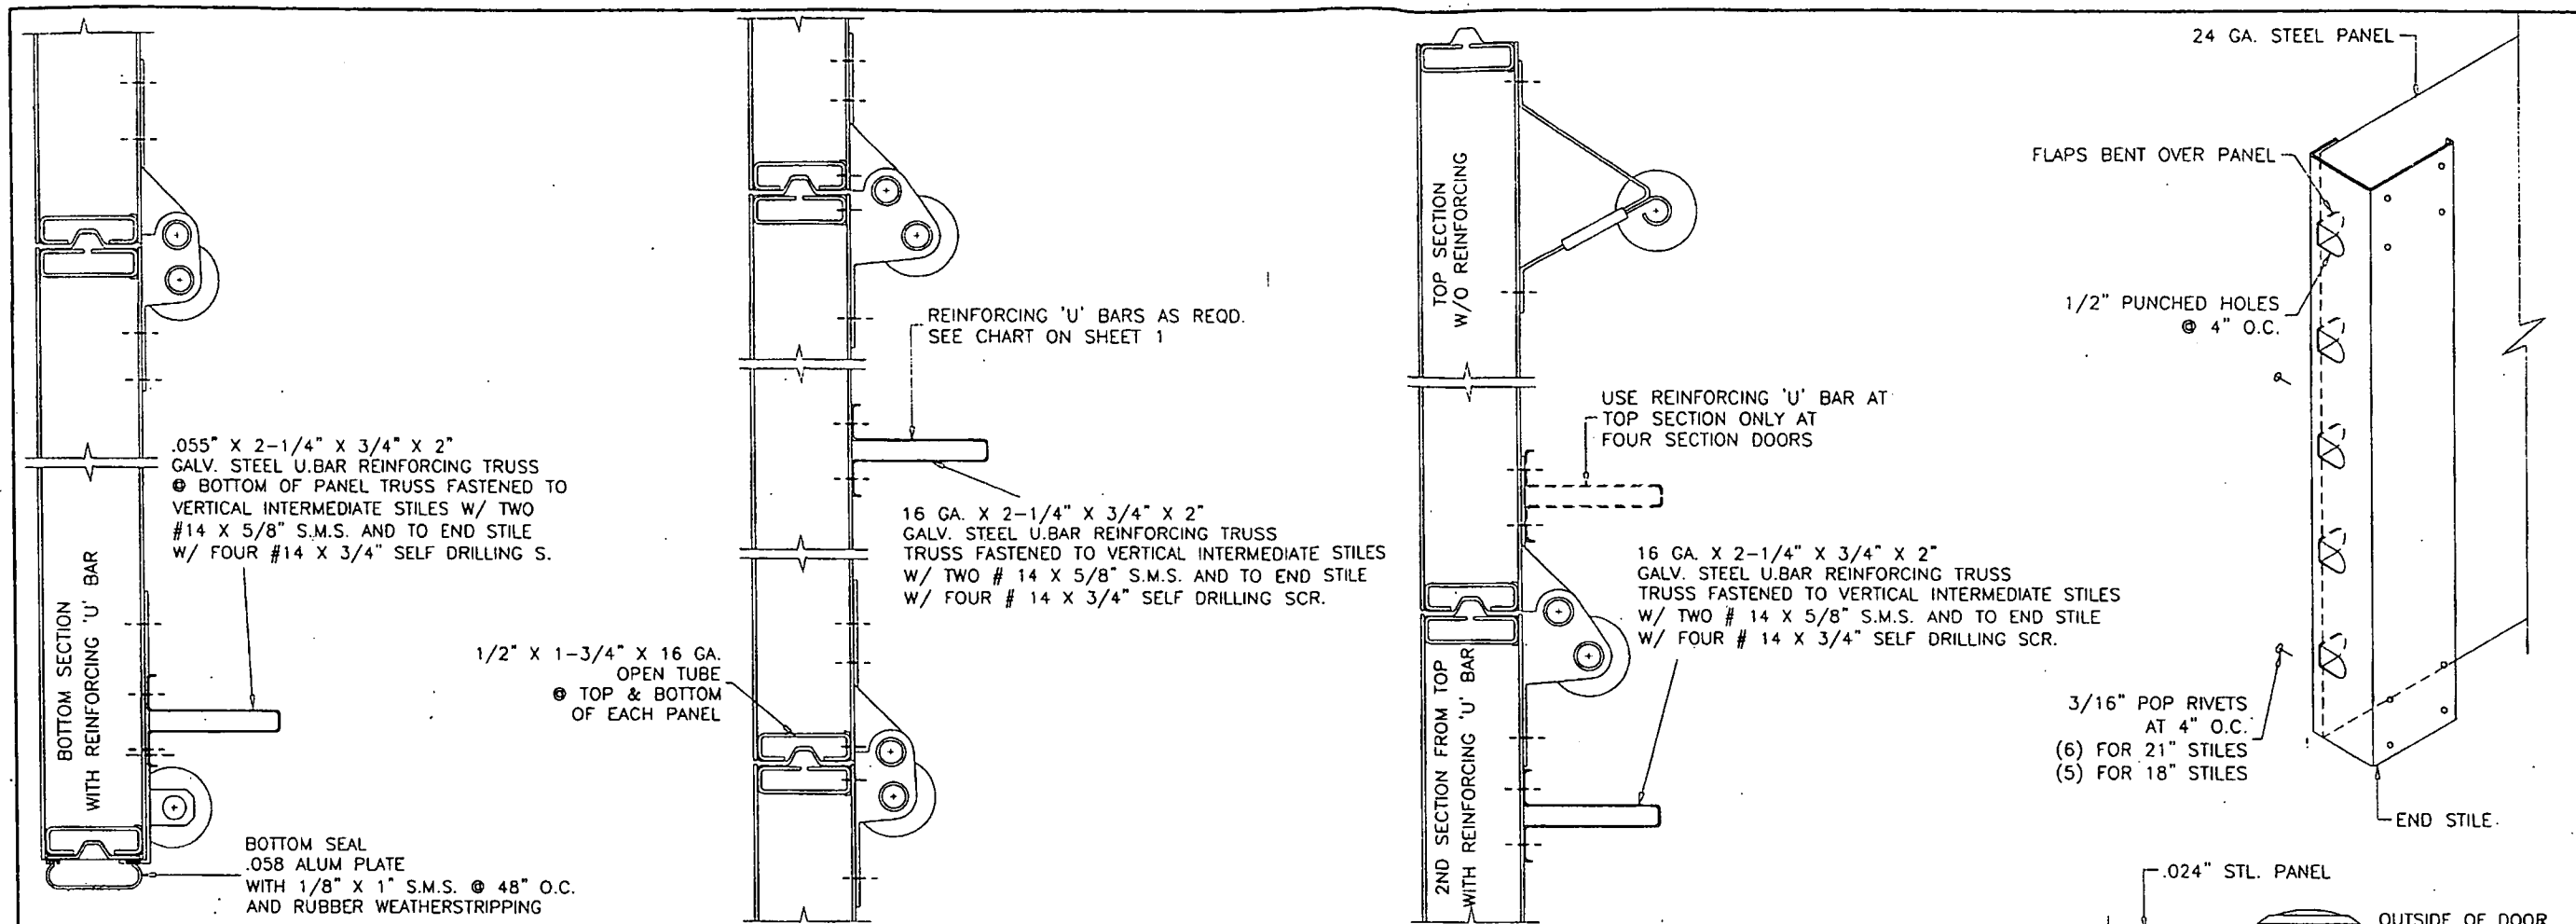 .055" X 2-1/4" X 3/4" X 2"
GALV. STEEL U.BAR REINFORCING TRUSS
@ BOTTOM OF PANEL TRUSS FASTENED TO
VERTICAL INTERMEDIATE STILES W/ TWO
#14 X 5/8" S.M.S. AND TO END STILE
W/ FOUR #14 X 3/4" SELF DRILLING S.
BOTTOM SECTION
WITH REINFORCING 'U' BAR
BOTTOM SEAL
.058 ALUM PLATE
WITH 1/8" X 1" S.M.S. @ 48" O.C.
AND RUBBER WEATHERSTRIPPING
REINFORCING 'U' BARS AS REQD.
SEE CHART ON SHEET 1
16 GA. X 2-1/4" X 3/4" X 2"
GALV. STEEL U.BAR REINFORCING TRUSS
TRUSS FASTENED TO VERTICAL INTERMEDIATE STILES
W/ TWO # 14 X 5/8" S.M.S. AND TO END STILE
W/ FOUR # 14 X 3/4" SELF DRILLING SCR.
1/2" X 1-3/4" X 16 GA.
OPEN TUBE
@ TOP & BOTTOM
OF EACH PANEL
TOP SECTION
W/O REINFORCING
USE REINFORCING 'U' BAR AT
TOP SECTION ONLY AT
FOUR SECTION DOORS
16 GA. X 2-1/4" X 3/4" X 2"
GALV. STEEL U.BAR REINFORCING TRUSS
TRUSS FASTENED TO VERTICAL INTERMEDIATE STILES
W/ TWO # 14 X 5/8" S.M.S. AND TO END STILE
W/ FOUR # 14 X 3/4" SELF DRILLING SCR.
2ND SECTION FROM TOP
WITH REINFORCING 'U' BAR
24 GA. STEEL PANEL
FLAPS BENT OVER PANEL
1/2" PUNCHED HOLES
@ 4" O.C.
3/16" POP RIVETS
AT 4" O.C.
(6) FOR 21" STILES
(5) FOR 18" STILES
END STILE
.024" STL. PANEL
OUTSIDE OF DOOR